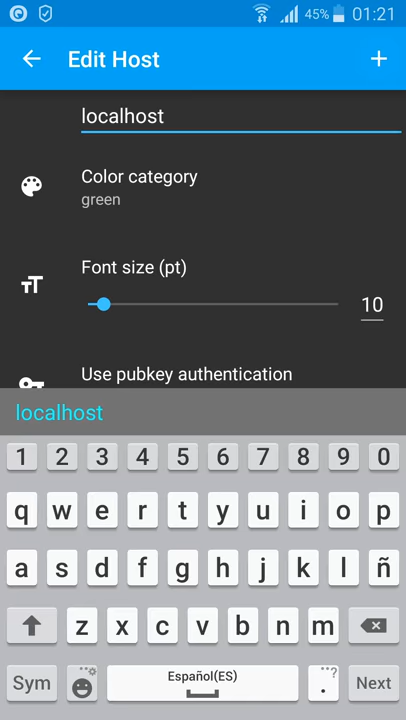 45% 01:21
Edit Host
localhost
Color category
green
Font size (pt)
10
Use pubkey authentication
localhost
1 2 3 4 5 6 7 8 9 0
q w e r t y u i o p
a s d f g h j k l ñ
z x c v b n m
Sym Español(ES) . ? Next